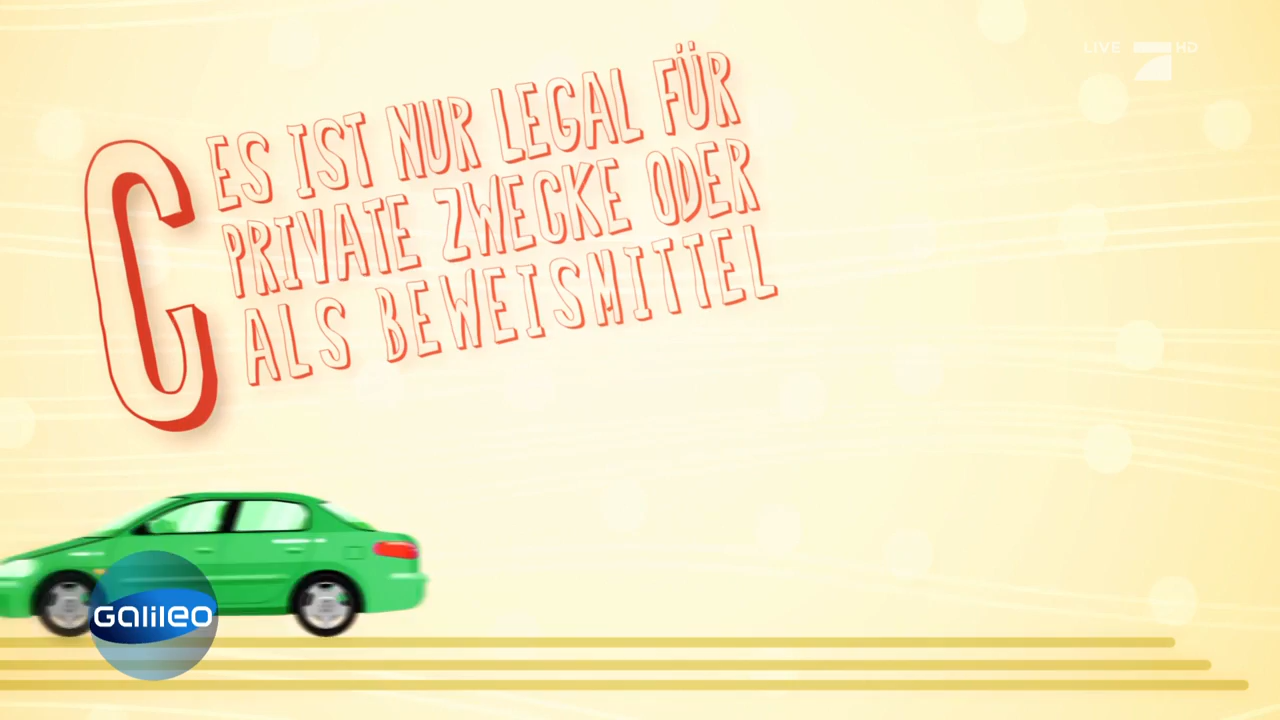 LIVE HD
C
ES IST NUR LEGAL FÜR
PRIVATE ZWECKE ODER
ALS BEWEISMITTEL
GALILEO